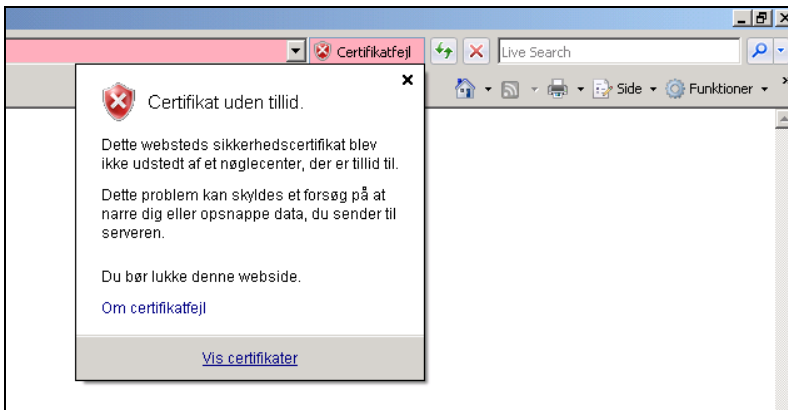 Certifikatfejl
Live Search
Side
Funktioner
Certifikat uden tillid.
Dette websteds sikkerhedscertifikat blev
ikke udstedt af et nøglecenter, der er tillid til.
Dette problem kan skyldes et forsøg på at
narre dig eller opsnappe data, du sender til
serveren.
Du bør lukke denne webside.
Om certifikatfejl
Vis certifikater